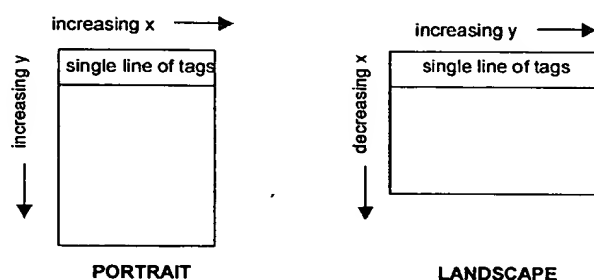 increasing x
increasing y
single line of tags
PORTRAIT
increasing y
decreasing x
single line of tags
LANDSCAPE